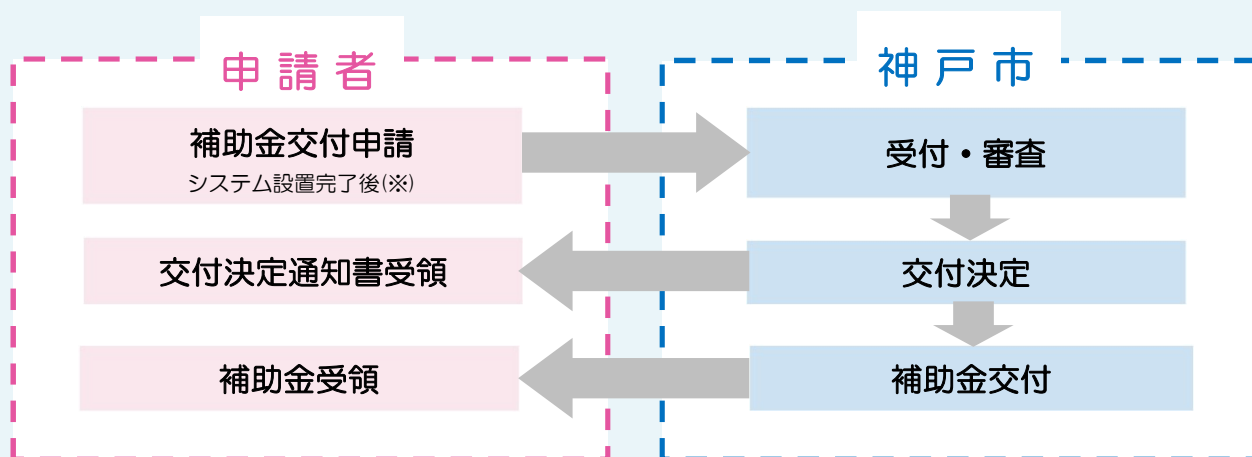 申請者
神戸市
補助金交付申請
システム設置完了後(※)
受付・審査
交付決定通知書受領
交付決定
補助金受領
補助金交付